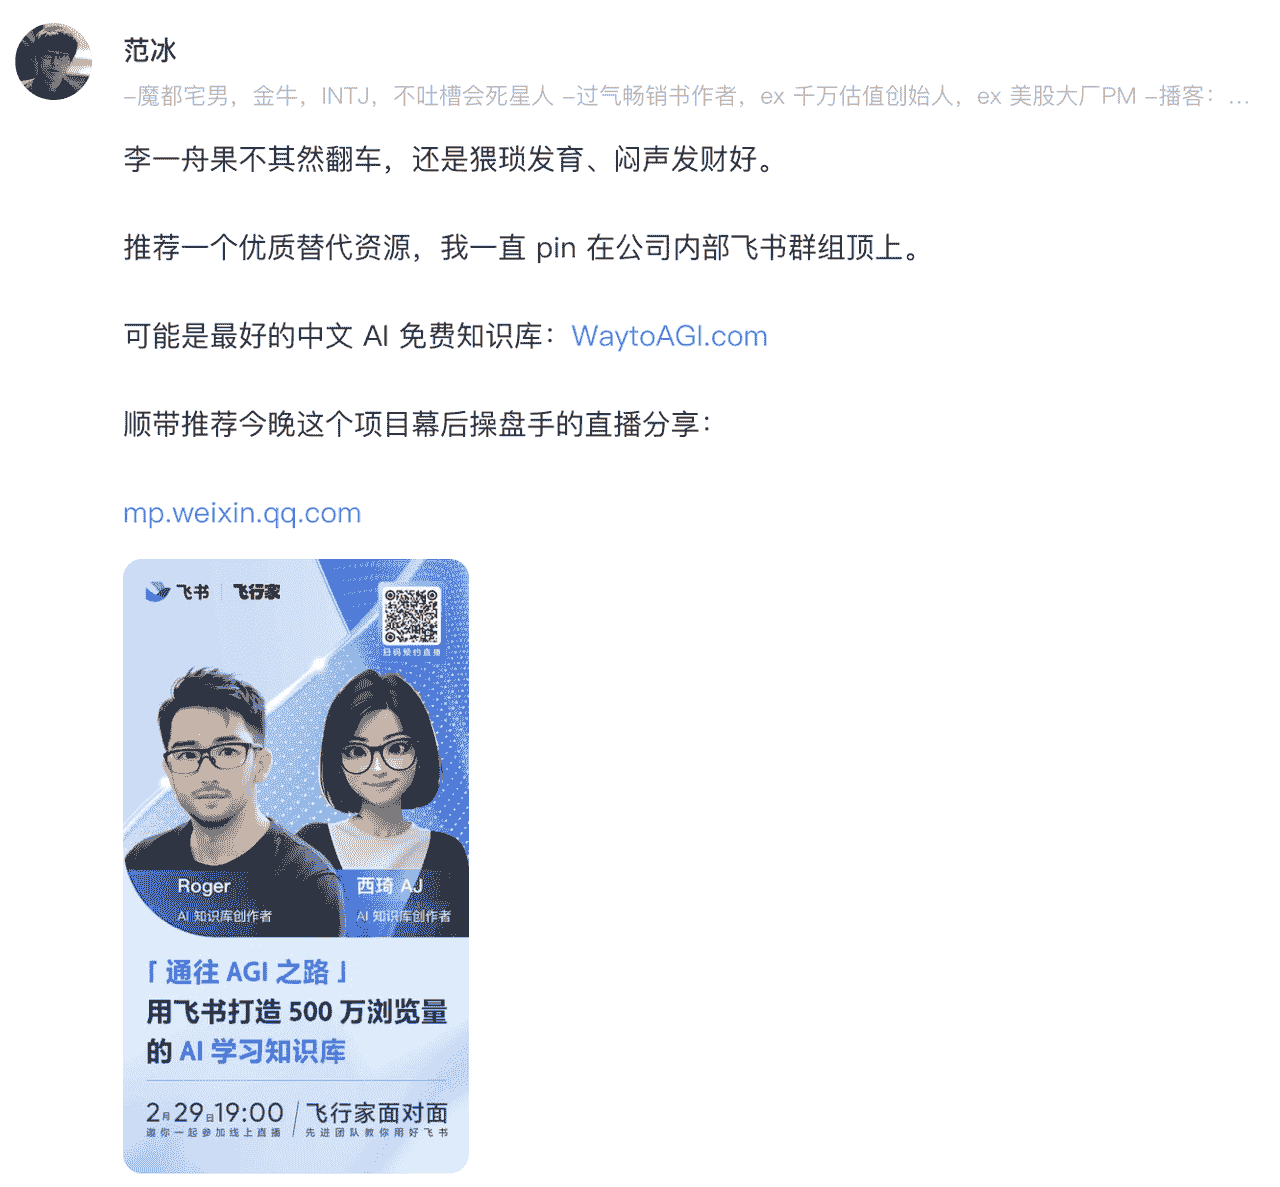 范冰
-魔都宅男，金牛，INTJ，不吐槽会死星人 -过气畅销书作者，ex 千万估值创始人，ex 美股大厂PM -播客：...
李一舟果不其然翻车，还是猥琐发育、闷声发财好。
推荐一个优质替代资源，我一直 pin 在公司内部飞书群组顶上。
可能是最好的中文 AI 免费知识库：WaytoAGI.com
顺带推荐今晚这个项目幕后操盘手的直播分享：
mp.weixin.qq.com
飞书 | 飞行家
扫码预约直播
Roger
AI 知识库创作者
西琦 AJ
AI 知识库创作者
「 通往 AGI 之路 」
用飞书打造 500 万浏览量
的 AI 学习知识库
2月29日19:00
邀你一起参加线上直播
飞行家面对面
先进团队教你用好飞书